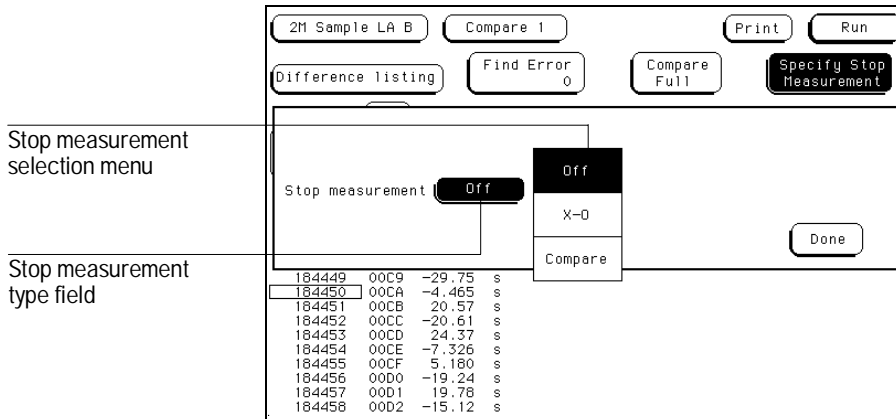 2M Sample LA B
Compare 1
Print
Run
Difference listing
Find Error
0
Compare
Full
Specify Stop
Measurement
Stop measurement
selection menu
Stop measurement
Off
Off
X-O
Compare
Done
Stop measurement
type field
184449 00C9 -29.75 s
184450 00CA -4.465 s
184451 00CB 20.57 s
184452 00CC -20.61 s
184453 00CD 24.37 s
184454 00CE -7.326 s
184455 00CF 5.180 s
184456 00D0 -19.24 s
184457 00D1 19.78 s
184458 00D2 -15.12 s